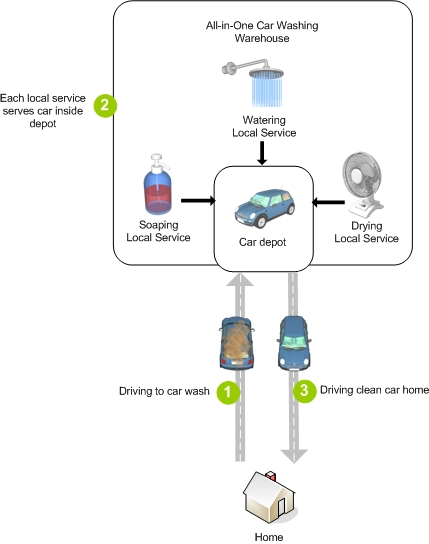 All-in-One Car Washing
Warehouse
Each local service
serves car inside
depot
2
Watering
Local Service
Soaping
Local Service
Car depot
Drying
Local Service
Driving to car wash
1
3
Driving clean car home
Home